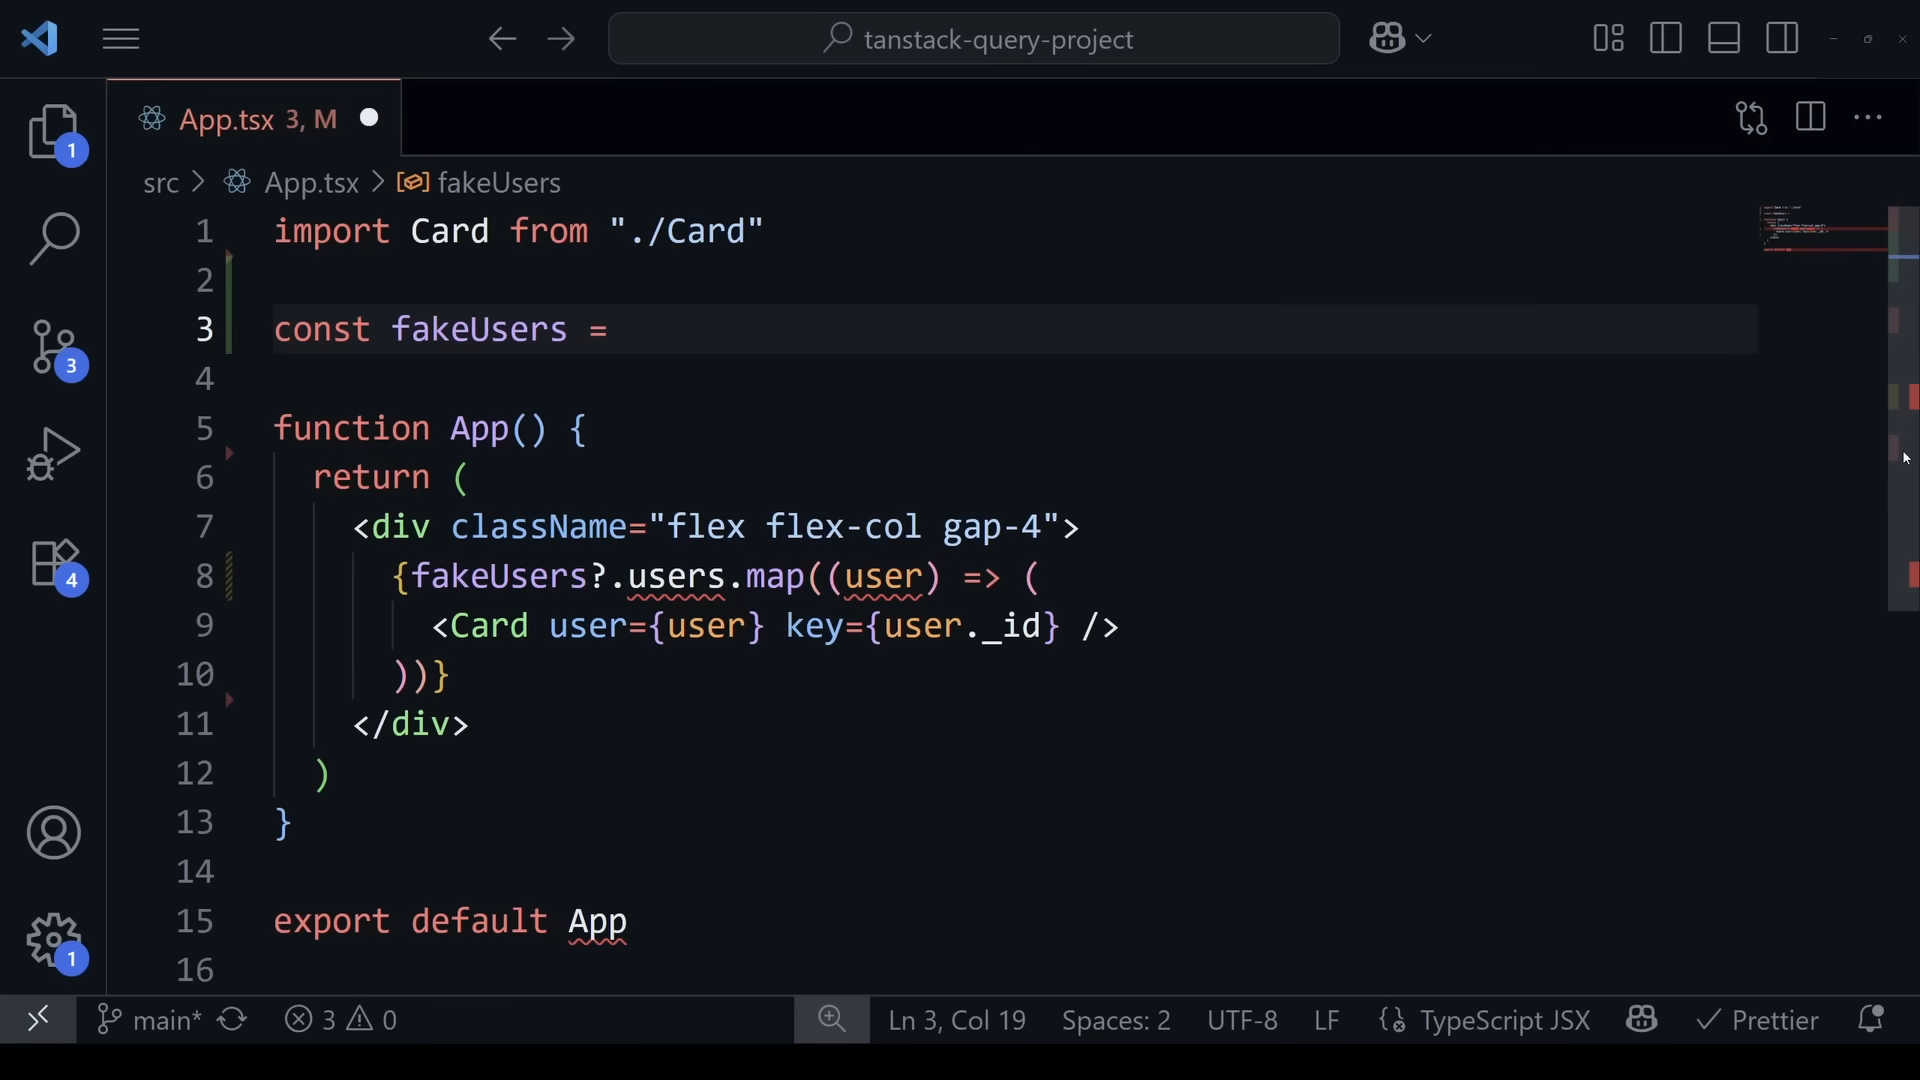 tanstack-query-project
App.tsx 3, M
1
src > App.tsx > fakeUsers
1 import Card from "./Card"
2
3 const fakeUsers =
3
4
5 function App() {
6 return (
7 <div className="flex flex-col gap-4">
8 {fakeUsers?.users.map((user) => (
4
9 <Card user={user} key={user._id} />
10 ))}
11 </div>
12 )
13 }
14
15 export default App
1
16
main* 3 0 Ln 3, Col 19 Spaces: 2 UTF-8 LF TypeScript JSX Prettier